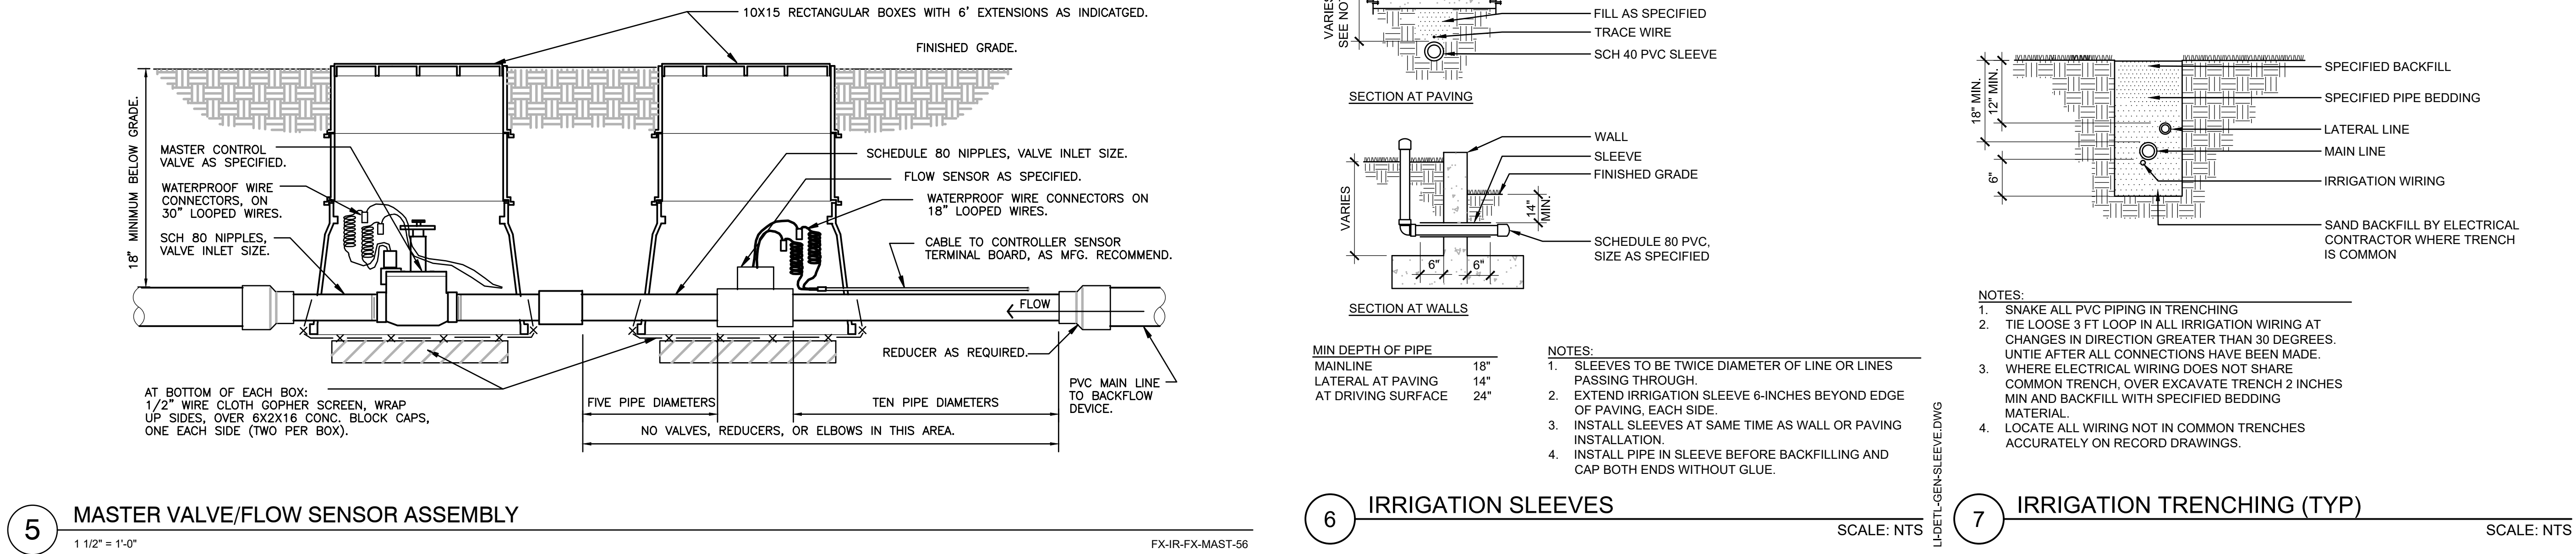 10X15 RECTANGULAR BOXES WITH 6' EXTENSIONS AS INDICATGED.
FINISHED GRADE.
18" MINIMUM BELOW GRADE.
MASTER CONTROL
VALVE AS SPECIFIED.
WATERPROOF WIRE
CONNECTORS, ON
30" LOOPED WIRES.
SCH 80 NIPPLES,
VALVE INLET SIZE.
SCHEDULE 80 NIPPLES, VALVE INLET SIZE.
FLOW SENSOR AS SPECIFIED.
WATERPROOF WIRE CONNECTORS ON
18" LOOPED WIRES.
CABLE TO CONTROLLER SENSOR
TERMINAL BOARD, AS MFG. RECOMMEND.
FLOW
REDUCER AS REQUIRED.
PVC MAIN LINE
TO BACKFLOW
DEVICE.
AT BOTTOM OF EACH BOX:
1/2" WIRE CLOTH GOPHER SCREEN, WRAP
UP SIDES, OVER 6X2X16 CONC. BLOCK CAPS,
ONE EACH SIDE (TWO PER BOX).
FIVE PIPE DIAMETERS
TEN PIPE DIAMETERS
NO VALVES, REDUCERS, OR ELBOWS IN THIS AREA.
5
MASTER VALVE/FLOW SENSOR ASSEMBLY
1 1/2" = 1'-0"
FX-IR-FX-MAST-56
VARIES
SEE NOT
FILL AS SPECIFIED
TRACE WIRE
SCH 40 PVC SLEEVE
SECTION AT PAVING
WALL
SLEEVE
FINISHED GRADE
VARIES
14"
MIN.
6"
6"
SCHEDULE 80 PVC,
SIZE AS SPECIFIED
SECTION AT WALLS
MIN DEPTH OF PIPE
MAINLINE 18"
LATERAL AT PAVING 14"
AT DRIVING SURFACE 24"
NOTES:
1. SLEEVES TO BE TWICE DIAMETER OF LINE OR LINES
PASSING THROUGH.
2. EXTEND IRRIGATION SLEEVE 6-INCHES BEYOND EDGE
OF PAVING, EACH SIDE.
3. INSTALL SLEEVES AT SAME TIME AS WALL OR PAVING
INSTALLATION.
4. INSTALL PIPE IN SLEEVE BEFORE BACKFILLING AND
CAP BOTH ENDS WITHOUT GLUE.
6
IRRIGATION SLEEVES
SCALE: NTS
LI-DETL-GEN-SLEEVE.DWG
18" MIN.
12" MIN.
6"
SPECIFIED BACKFILL
SPECIFIED PIPE BEDDING
LATERAL LINE
MAIN LINE
IRRIGATION WIRING
SAND BACKFILL BY ELECTRICAL
CONTRACTOR WHERE TRENCH
IS COMMON
NOTES:
1. SNAKE ALL PVC PIPING IN TRENCHING
2. TIE LOOSE 3 FT LOOP IN ALL IRRIGATION WIRING AT
CHANGES IN DIRECTION GREATER THAN 30 DEGREES.
UNTIE AFTER ALL CONNECTIONS HAVE BEEN MADE.
3. WHERE ELECTRICAL WIRING DOES NOT SHARE
COMMON TRENCH, OVER EXCAVATE TRENCH 2 INCHES
MIN AND BACKFILL WITH SPECIFIED BEDDING
MATERIAL.
4. LOCATE ALL WIRING NOT IN COMMON TRENCHES
ACCURATELY ON RECORD DRAWINGS.
7
IRRIGATION TRENCHING (TYP)
SCALE: NTS